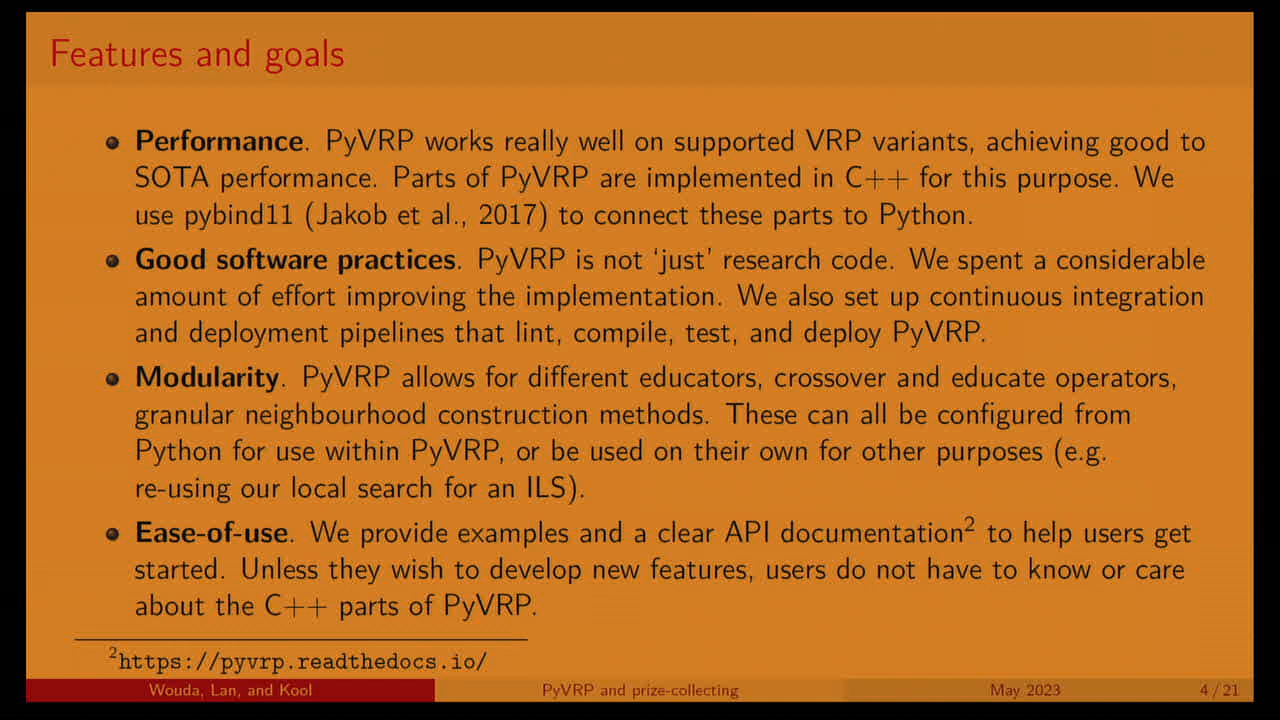 Features and goals
Performance. PyVRP works really well on supported VRP variants, achieving good to
SOTA performance. Parts of PyVRP are implemented in C++ for this purpose. We
use pybind11 (Jakob et al., 2017) to connect these parts to Python.
Good software practices. PyVRP is not ‘just’ research code. We spent a considerable
amount of effort improving the implementation. We also set up continuous integration
and deployment pipelines that lint, compile, test, and deploy PyVRP.
Modularity. PyVRP allows for different educators, crossover and educate operators,
granular neighbourhood construction methods. These can all be configured from
Python for use within PyVRP, or be used on their own for other purposes (e.g.
re-using our local search for an ILS).
Ease-of-use. We provide examples and a clear API documentation2 to help users get
started. Unless they wish to develop new features, users do not have to know or care
about the C++ parts of PyVRP.
2https://pyvrp.readthedocs.io/
Wouda, Lan, and Kool PyVRP and prize-collecting May 2023 4 / 21